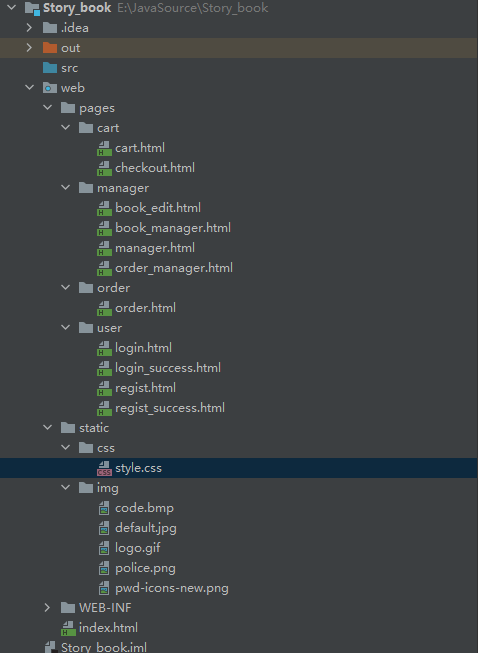 Story_book E:\JavaSource\Story_book
.idea
out
src
web
pages
cart
cart.html
checkout.html
manager
book_edit.html
book_manager.html
manager.html
order_manager.html
order
order.html
user
login.html
login_success.html
regist.html
regist_success.html
static
css
style.css
img
code.bmp
default.jpg
logo.gif
police.png
pwd-icons-new.png
WEB-INF
index.html
Story_book.iml